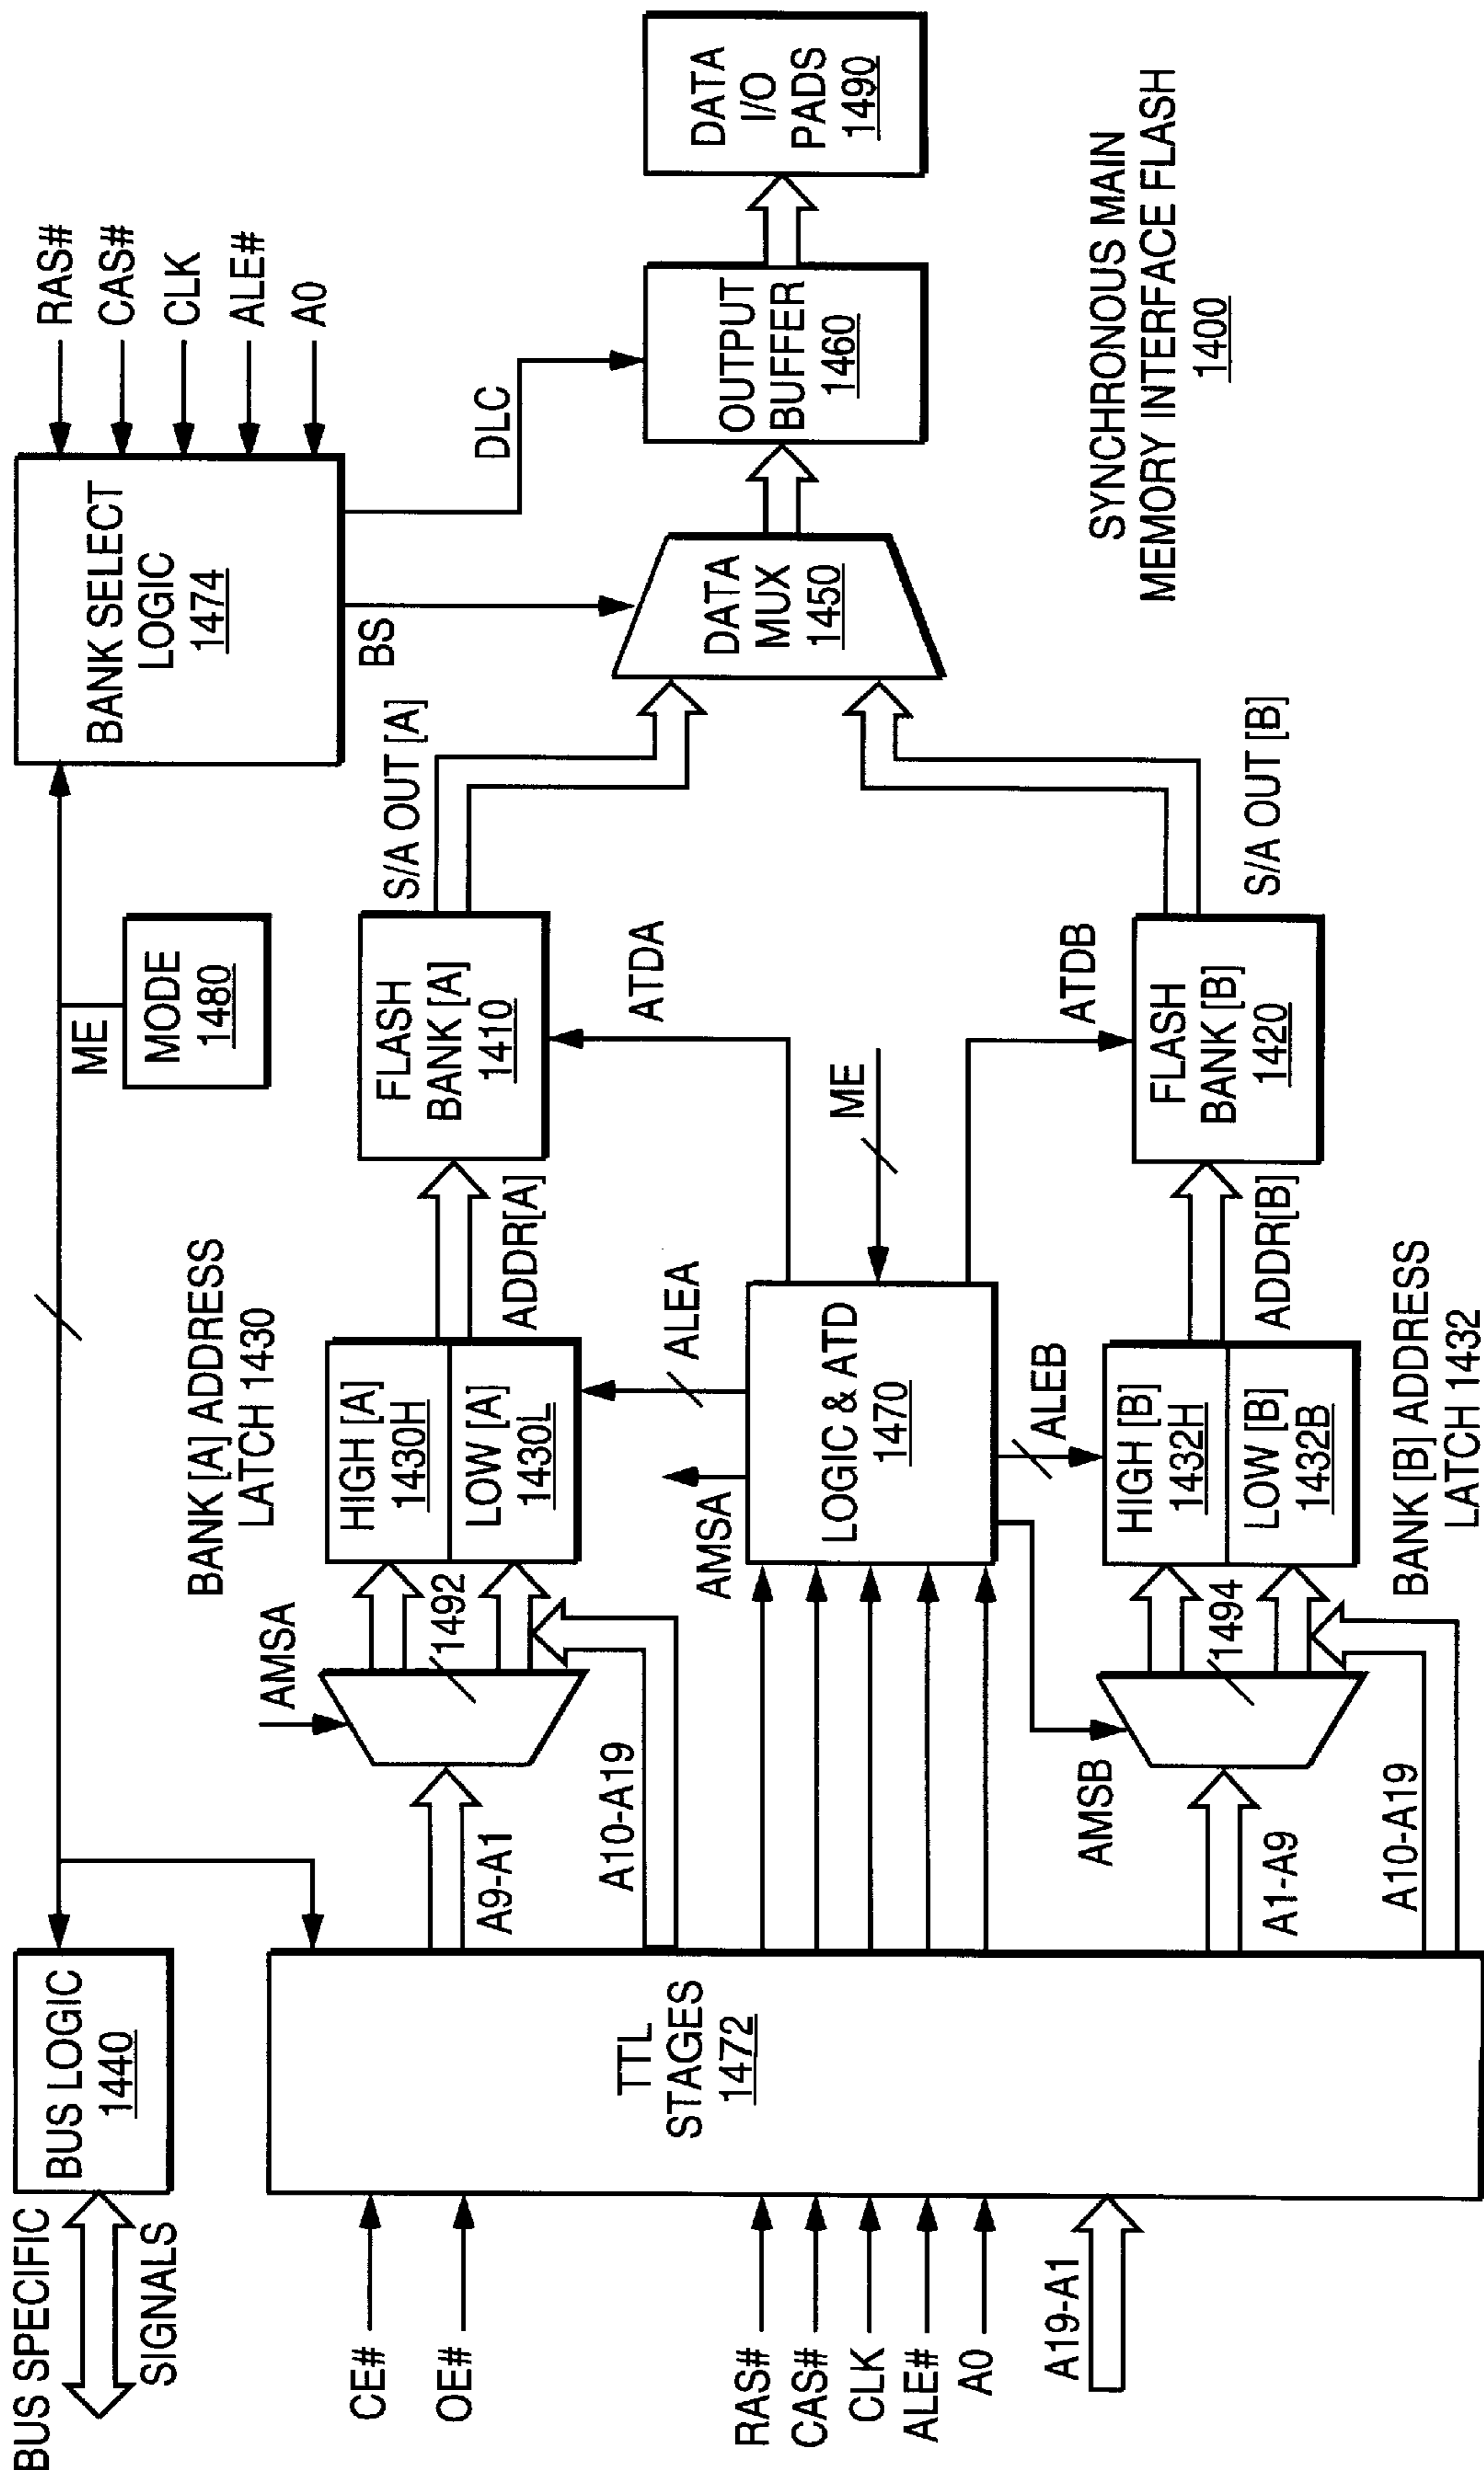 BUS SPECIFIC
SIGNALS
BUS LOGIC
1440
ME
MODE
1480
BANK SELECT
LOGIC
1474
RAS#
CAS#
CLK
ALE#
A0
BS
DLC
CE#
OE#
RAS#
CAS#
CLK
ALE#
A0
A19-A1
TTL
STAGES
1472
A9-A1
A10-A19
AMSA
1492
BANK [A] ADDRESS
LATCH 1430
HIGH [A]
1430H
LOW [A]
1430L
ADDR[A]
FLASH
BANK [A]
1410
S/A OUT [A]
AMSA
ALEA
ATDA
LOGIC & ATD
1470
ME
ALEB
ATDB
AMSB
A1-A9
A10-A19
1494
HIGH [B]
1432H
LOW [B]
1432B
BANK [B] ADDRESS
LATCH 1432
ADDR[B]
FLASH
BANK [B]
1420
S/A OUT [B]
DATA
MUX
1450
OUTPUT
BUFFER
1460
DATA
I/O
PADS
1490
SYNCHRONOUS MAIN
MEMORY INTERFACE FLASH
1400